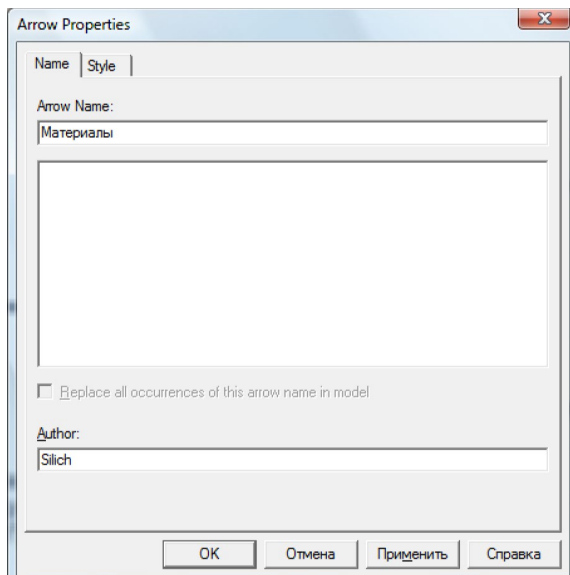 Arrow Properties
Name Style
Arrow Name:
Материалы
Replace all occurrences of this arrow name in model
Author:
Silich
OK Отмена Применить Справка